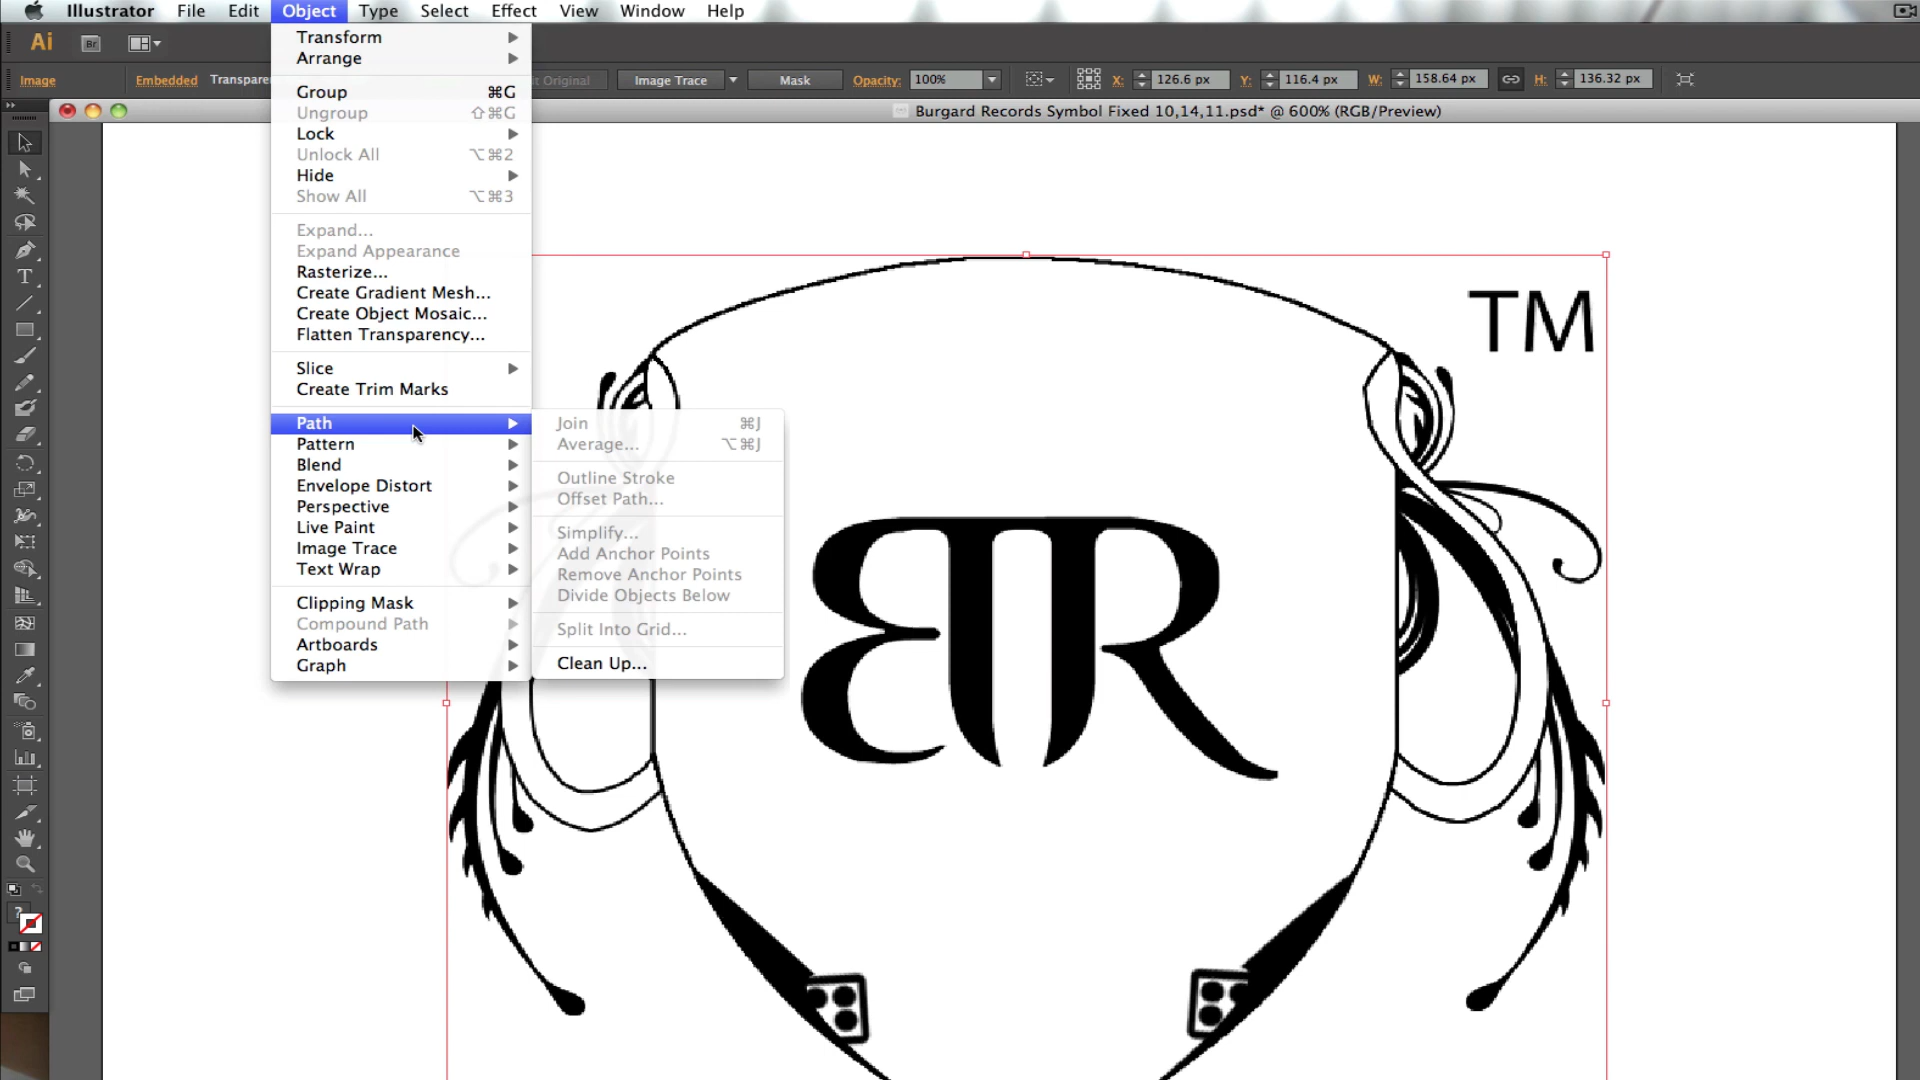 Illustrator File Edit Object Type Select Effect View Window Help
Ai Br
Image Embedded Transpare t Original Image Trace Mask Opacity: 100% X: 126.6 px Y: 116.4 px W: 158.64 px H: 136.32 px
Burgard Records Symbol Fixed 10,14,11.psd* @ 600% (RGB/Preview)
Transform
Arrange
Group ⌘G
Ungroup ⇧⌘G
Lock
Unlock All ⌥⌘2
Hide
Show All ⌥⌘3
Expand...
Expand Appearance
Rasterize...
Create Gradient Mesh...
Create Object Mosaic...
Flatten Transparency...
Slice
Create Trim Marks
Path
Pattern
Blend
Envelope Distort
Perspective
Live Paint
Image Trace
Text Wrap
Clipping Mask
Compound Path
Artboards
Graph
Join ⌘J
Average... ⌥⌘J
Outline Stroke
Offset Path...
Simplify...
Add Anchor Points
Remove Anchor Points
Divide Objects Below
Split Into Grid...
Clean Up...
TM
BR